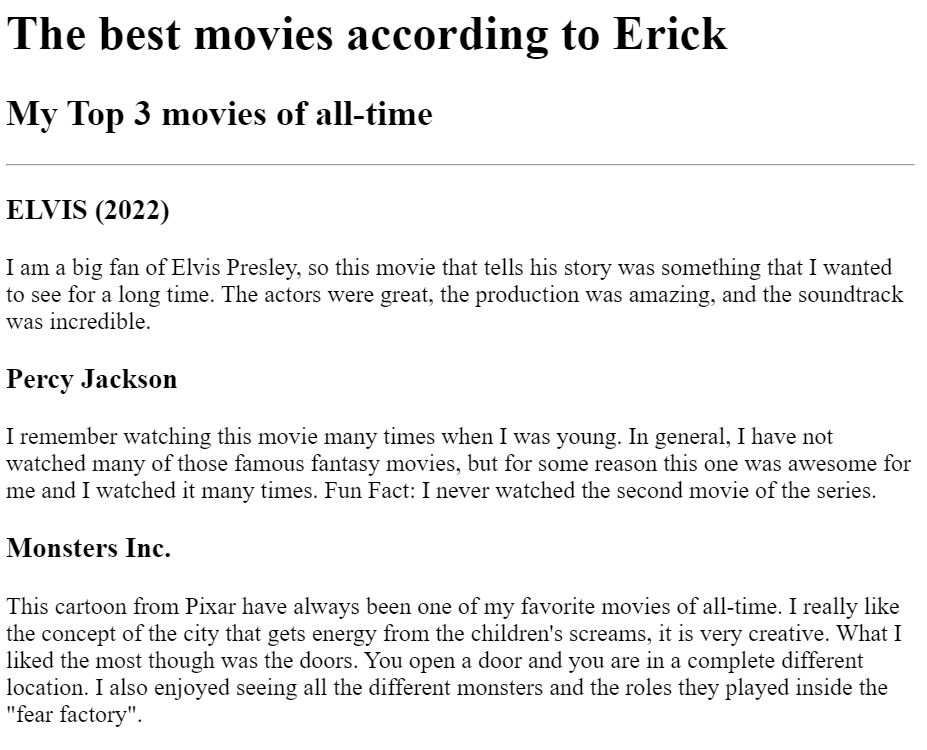 The best movies according to Erick
My Top 3 movies of all-time
ELVIS (2022)
I am a big fan of Elvis Presley, so this movie that tells his story was something that I wanted
to see for a long time. The actors were great, the production was amazing, and the soundtrack
was incredible.
Percy Jackson
I remember watching this movie many times when I was young. In general, I have not
watched many of those famous fantasy movies, but for some reason this one was awesome for
me and I watched it many times. Fun Fact: I never watched the second movie of the series.
Monsters Inc.
This cartoon from Pixar have always been one of my favorite movies of all-time. I really like
the concept of the city that gets energy from the children's screams, it is very creative. What I
liked the most though was the doors. You open a door and you are in a complete different
location. I also enjoyed seeing all the different monsters and the roles they played inside the
"fear factory".